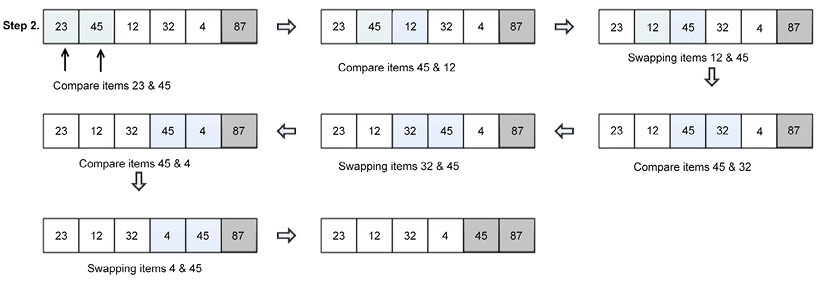 Step 2.
23 45 12 32 4 87
Compare items 23 & 45
23 45 12 32 4 87
Compare items 45 & 12
23 12 45 32 4 87
Swapping items 12 & 45
23 12 45 32 4 87
Compare items 45 & 32
23 12 32 45 4 87
Swapping items 32 & 45
23 12 32 45 4 87
Compare items 45 & 4
23 12 32 4 45 87
Swapping items 4 & 45
23 12 32 4 45 87